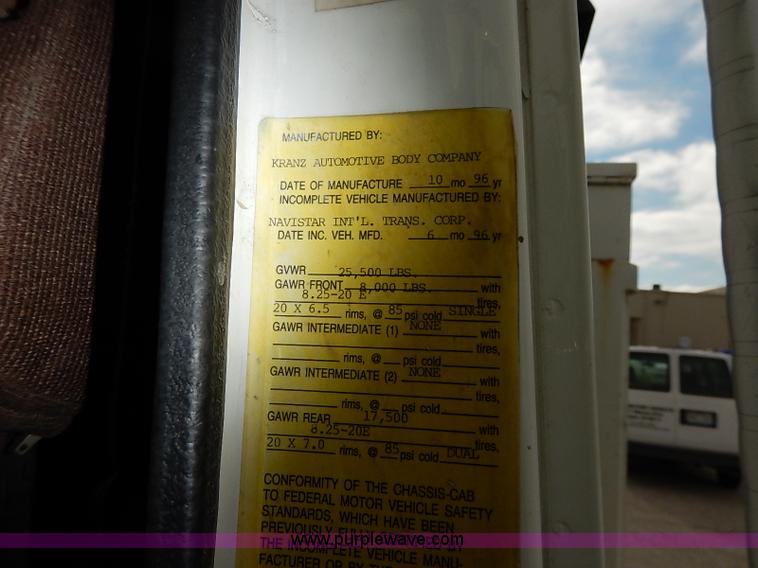 MANUFACTURED BY:
KRANZ AUTOMOTIVE BODY COMPANY
DATE OF MANUFACTURE 10 mo 96 yr
INCOMPLETE VEHICLE MANUFACTURED BY:
NAVISTAR INT'L. TRANS. CORP.
DATE INC. VEH. MFD. 6 mo 96 yr
GVWR 25,500 LBS.
GAWR FRONT 8,000 LBS. with
8.25-20 E tires,
20 X 6.5 rims, @ 85 psi cold SINGLE
GAWR INTERMEDIATE (1) NONE with
tires,
rims, @ psi cold
GAWR INTERMEDIATE (2) NONE with
tires,
rims, @ psi cold
GAWR REAR 17,500 with
8.25-20E tires,
20 X 7.0 rims, @ 85 psi cold DUAL
CONFORMITY OF THE CHASSIS-CAB
TO FEDERAL MOTOR VEHICLE SAFETY
STANDARDS, WHICH HAVE BEEN
PREVIOUSLY BY
www.purplewave.com
THE INCOMPLETE VEHICLE MANU-
FACTURER OR BY